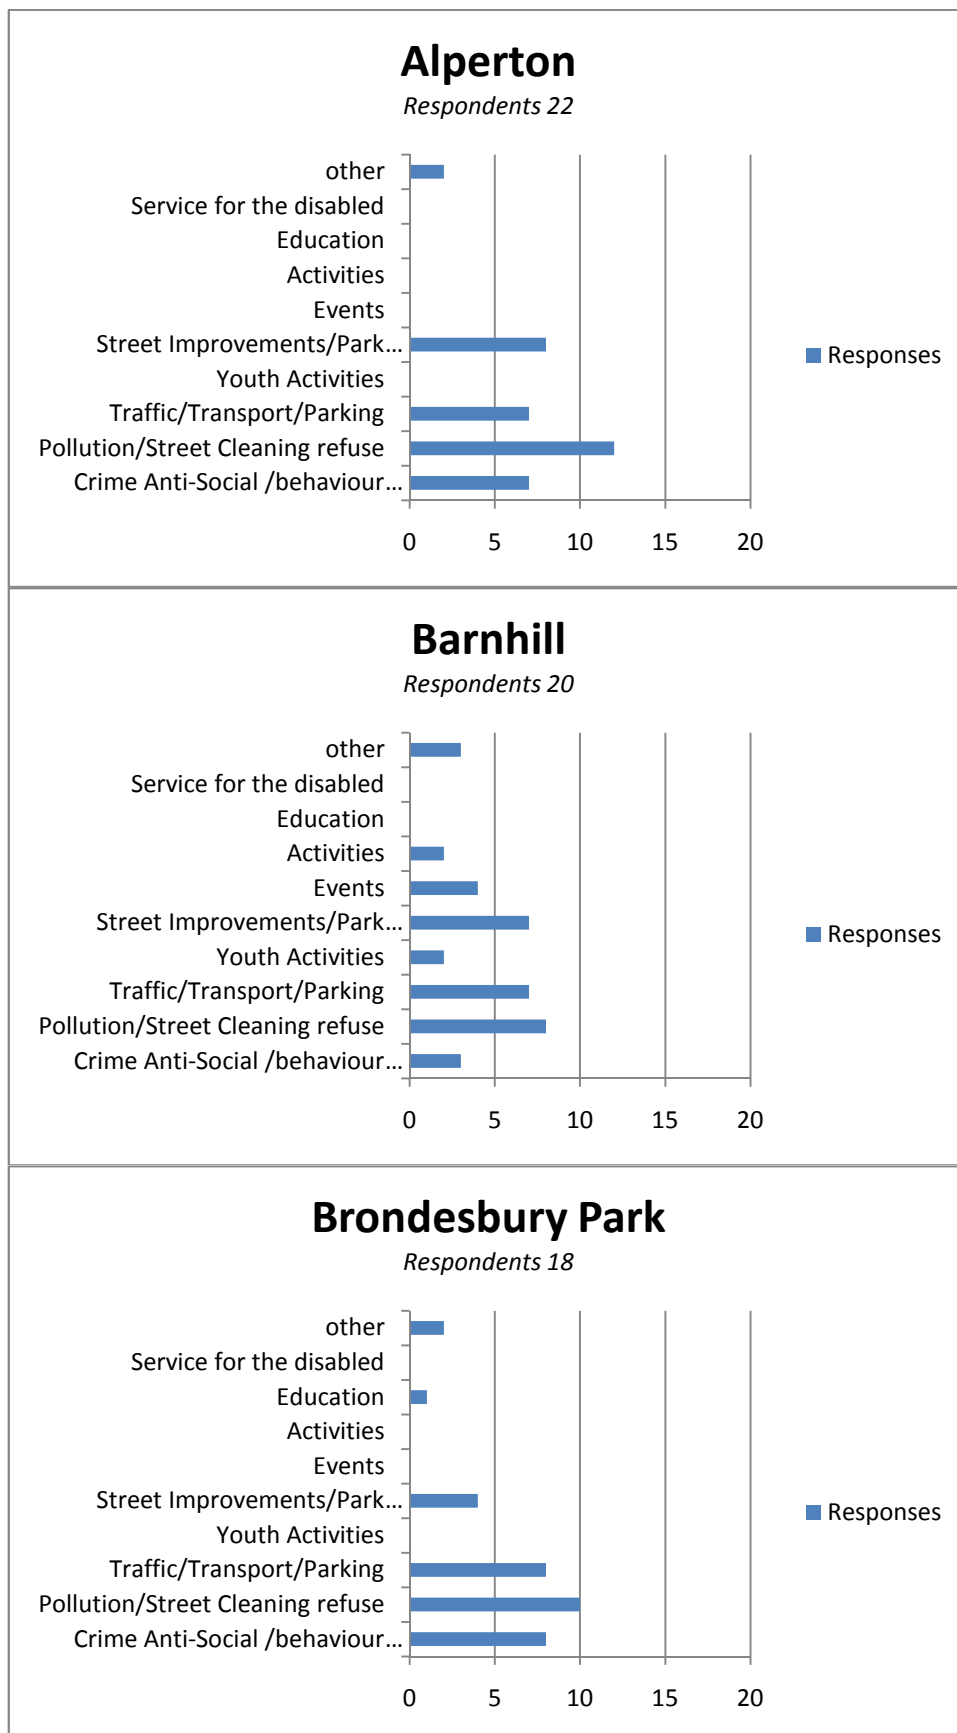 Alperton
Respondents 22
other
Service for the disabled
Education
Activities
Events
Street Improvements/Park...
Youth Activities
Traffic/Transport/Parking
Pollution/Street Cleaning refuse
Crime Anti-Social /behaviour...
0 5 10 15 20
Responses
Barnhill
Respondents 20
other
Service for the disabled
Education
Activities
Events
Street Improvements/Park...
Youth Activities
Traffic/Transport/Parking
Pollution/Street Cleaning refuse
Crime Anti-Social /behaviour...
0 5 10 15 20
Responses
Brondesbury Park
Respondents 18
other
Service for the disabled
Education
Activities
Events
Street Improvements/Park...
Youth Activities
Traffic/Transport/Parking
Pollution/Street Cleaning refuse
Crime Anti-Social /behaviour...
0 5 10 15 20
Responses